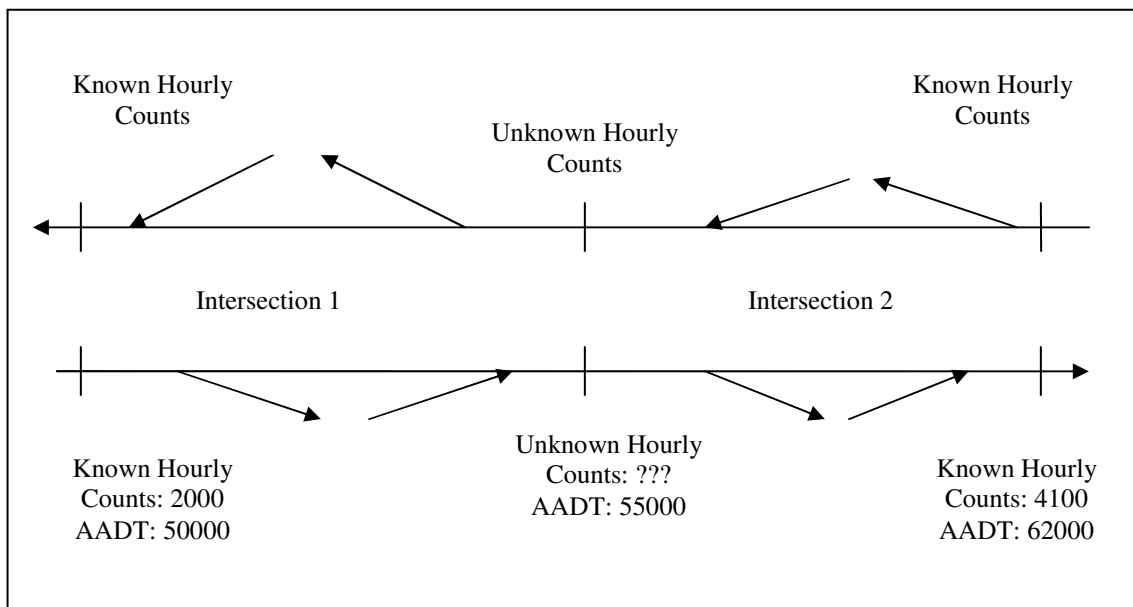 Known Hourly
Counts
Known Hourly
Counts
Unknown Hourly
Counts
Intersection 1
Intersection 2
Known Hourly
Counts: 2000
AADT: 50000
Unknown Hourly
Counts: ???
AADT: 55000
Known Hourly
Counts: 4100
AADT: 62000